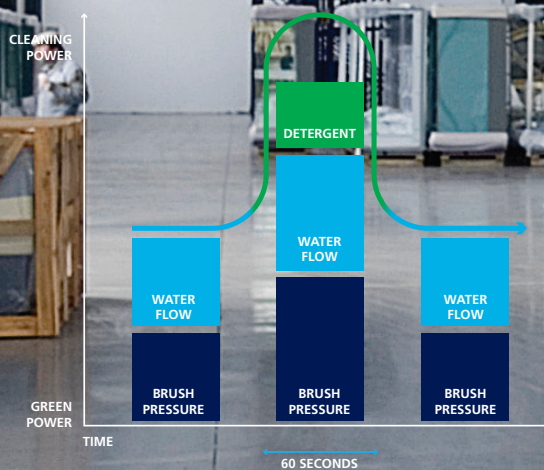 CLEANING
POWER
DETERGENT
WATER
FLOW
WATER
FLOW
WATER
FLOW
BRUSH
PRESSURE
BRUSH
PRESSURE
BRUSH
PRESSURE
GREEN
POWER
TIME
60 SECONDS